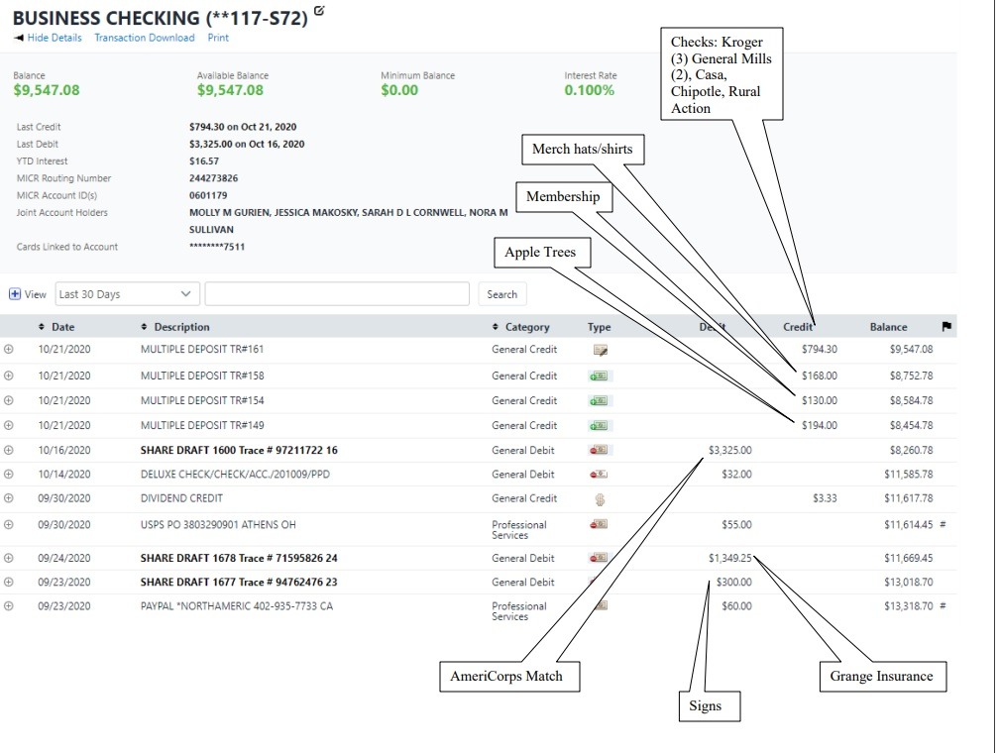 BUSINESS CHECKING (**117-S72)
Hide Details Transaction Download Print
Checks: Kroger
(3) General Mills
(2), Casa,
Chipotle, Rural
Action
Balance Available Balance Minimum Balance Interest Rate
$9,547.08 $9,547.08 $0.00 0.100%
Last Credit $794.30 on Oct 21, 2020
Last Debit $3,325.00 on Oct 16, 2020
YTD Interest $16.57
MICR Routing Number 244273826
MICR Account ID(s) 0601179
Joint Account Holders MOLLY M GURIEN, JESSICA MAKOSKY, SARAH D L CORNWELL, NORA M
SULLIVAN
Cards Linked to Account ********7511
Merch hats/shirts
Membership
Apple Trees
View Last 30 Days Search
Date Description Category Type Debit Credit Balance
10/21/2020 MULTIPLE DEPOSIT TR#161 General Credit $794.30 $9,547.08
10/21/2020 MULTIPLE DEPOSIT TR#158 General Credit $168.00 $8,752.78
10/21/2020 MULTIPLE DEPOSIT TR#154 General Credit $130.00 $8,584.78
10/21/2020 MULTIPLE DEPOSIT TR#149 General Credit $194.00 $8,454.78
10/16/2020 SHARE DRAFT 1600 Trace # 97211722 16 General Debit $3,325.00 $8,260.78
10/14/2020 DELUXE CHECK/CHECK/ACC./201009/PPD General Debit $32.00 $11,585.78
09/30/2020 DIVIDEND CREDIT General Credit $3.33 $11,617.78
09/30/2020 USPS PO 3803290901 ATHENS OH Professional Services $55.00 $11,614.45 #
09/24/2020 SHARE DRAFT 1678 Trace # 71595826 24 General Debit $1,349.25 $11,669.45
09/23/2020 SHARE DRAFT 1677 Trace # 94762476 23 General Debit $300.00 $13,018.70
09/23/2020 PAYPAL *NORTHAMERIC 402-935-7733 CA Professional Services $60.00 $13,318.70 #
AmeriCorps Match
Grange Insurance
Signs